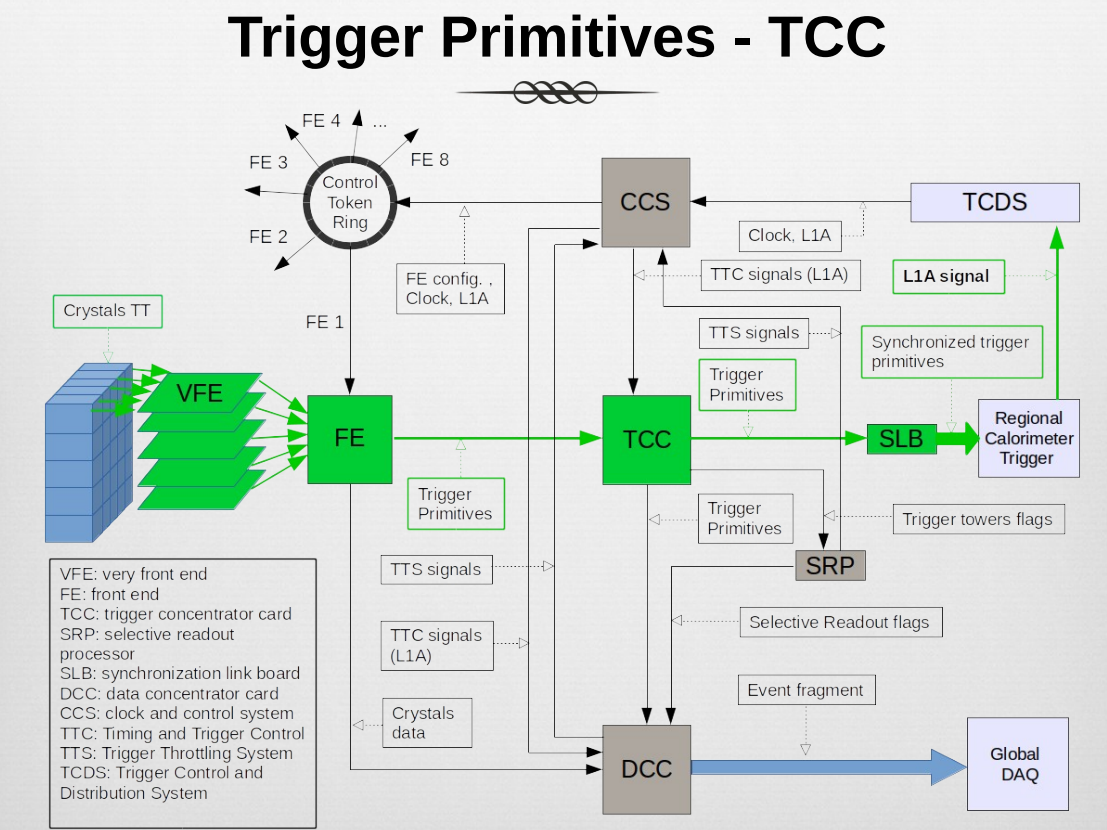 Trigger Primitives - TCC
FE 4
...
FE 3
FE 8
Control
Token
Ring
FE 2
CCS
TCDS
Clock, L1A
FE config. ,
Clock, L1A
TTC signals (L1A)
L1A signal
Crystals TT
FE 1
TTS signals
Synchronized trigger
primitives
Trigger
Primitives
VFE
FE
TCC
SLB
Regional
Calorimeter
Trigger
Trigger
Primitives
Trigger
Primitives
Trigger towers flags
TTS signals
SRP
VFE: very front end
FE: front end
TCC: trigger concentrator card
SRP: selective readout
processor
SLB: synchronization link board
DCC: data concentrator card
CCS: clock and control system
TTC: Timing and Trigger Control
TTS: Trigger Throttling System
TCDS: Trigger Control and
Distribution System
TTC signals
(L1A)
Selective Readout flags
Crystals
data
Event fragment
DCC
Global
DAQ